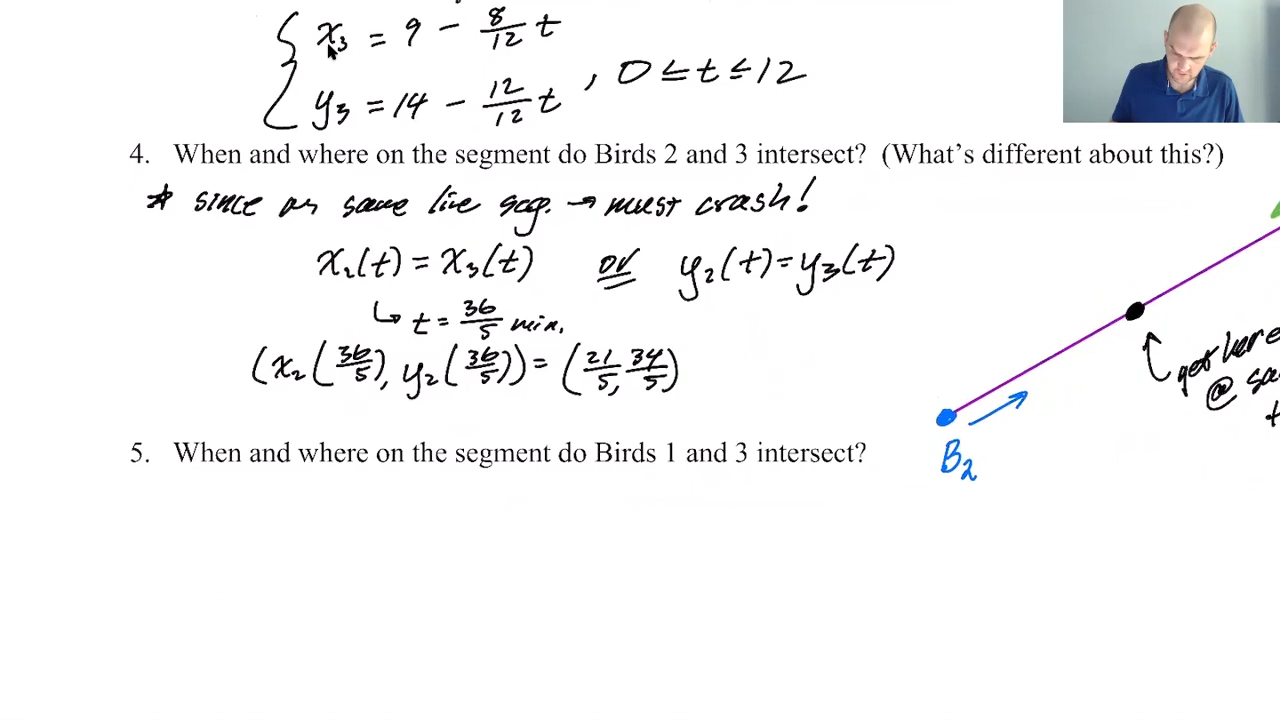 x₃ = 9 - 8/12 t
y₃ = 14 - 12/12 t , 0 ≤ t ≤ 12
4. When and where on the segment do Birds 2 and 3 intersect? (What's different about this?)
* since on same line seg. → must crash!
x₂(t) = x₃(t) or y₂(t) = y₃(t)
↳ t = 36/5 min.
(x₂(36/5), y₂(36/5)) = (21/5, 34/5)
get here
@ sa
t
B₂
5. When and where on the segment do Birds 1 and 3 intersect?